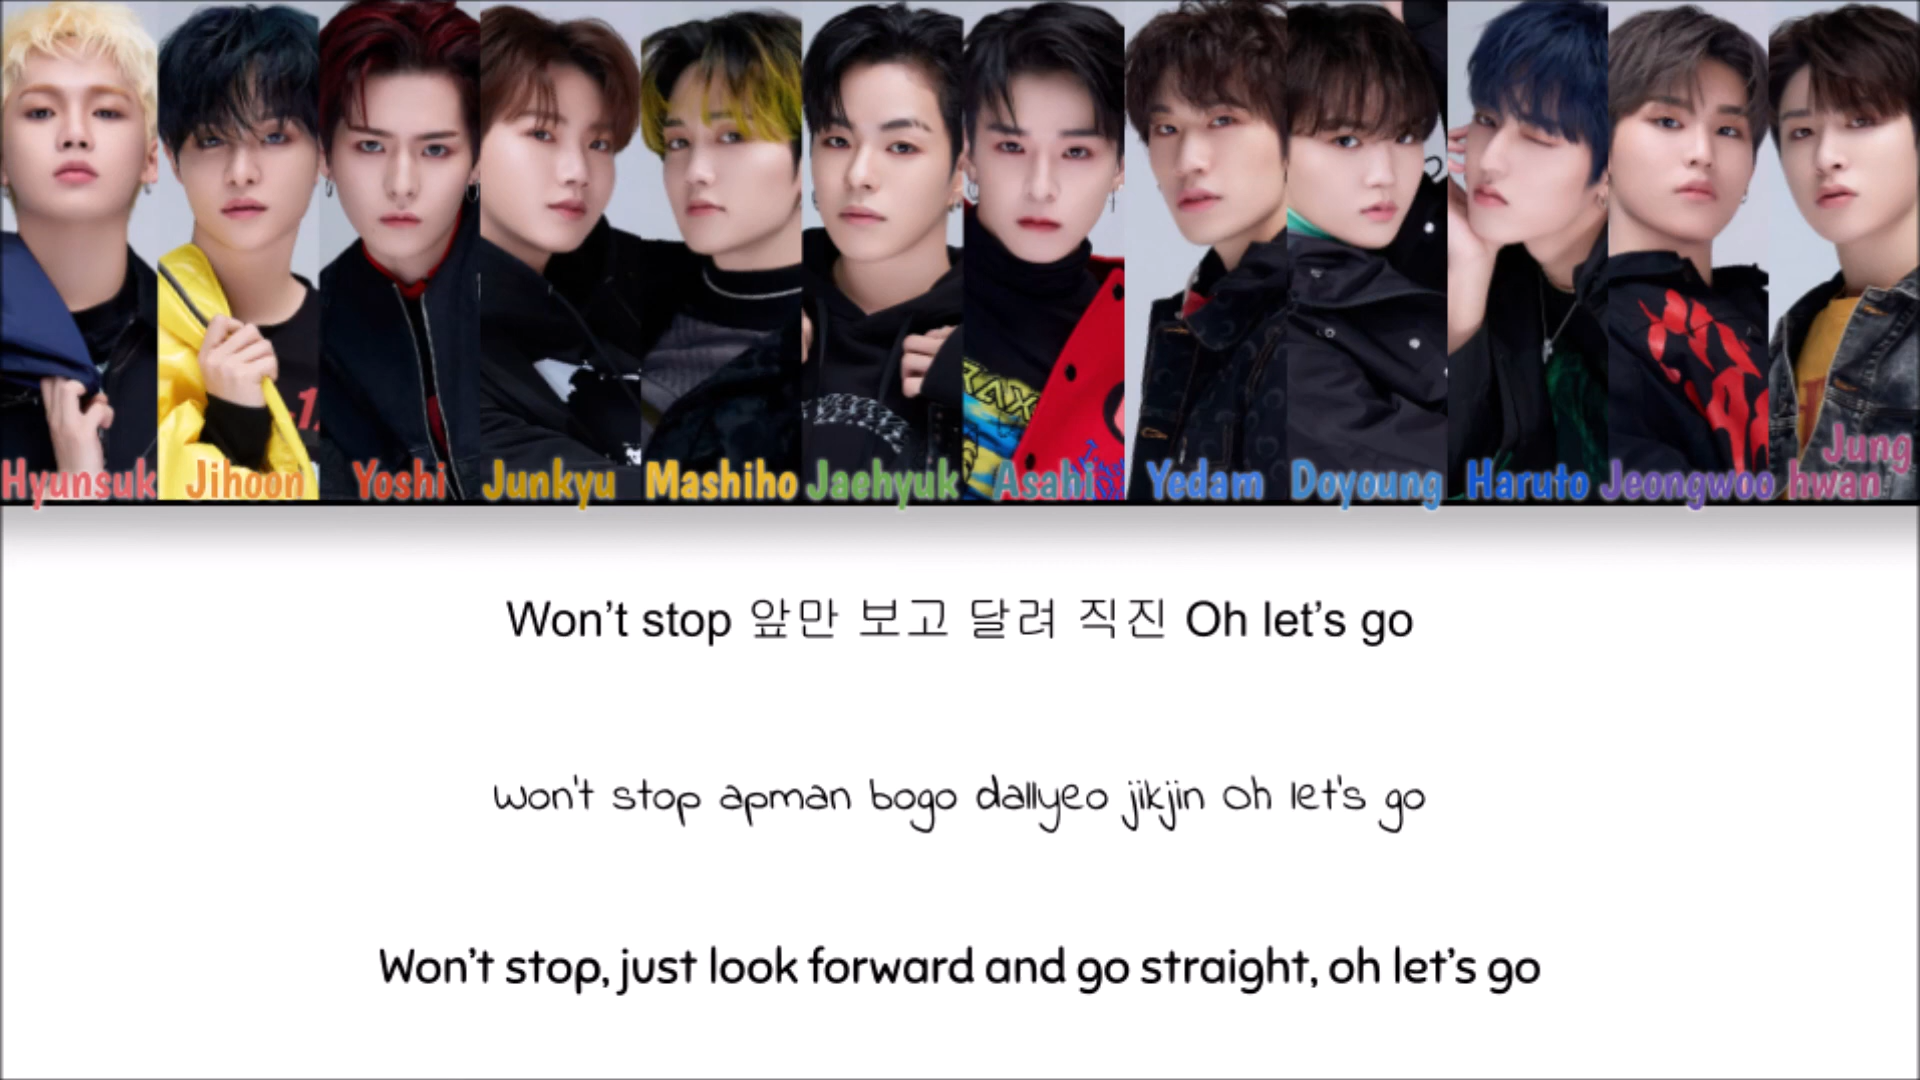 Hyunsuk Jihoon Yoshi Junkyu Mashiho Jaehyuk Asahi Yedam Doyoung Haruto Jeongwoo Jung hwan
Won’t stop 앞만 보고 달려 직진 Oh let’s go
Won't stop apman bogo dallyeo jikjin Oh let's go
Won’t stop, just look forward and go straight, oh let’s go